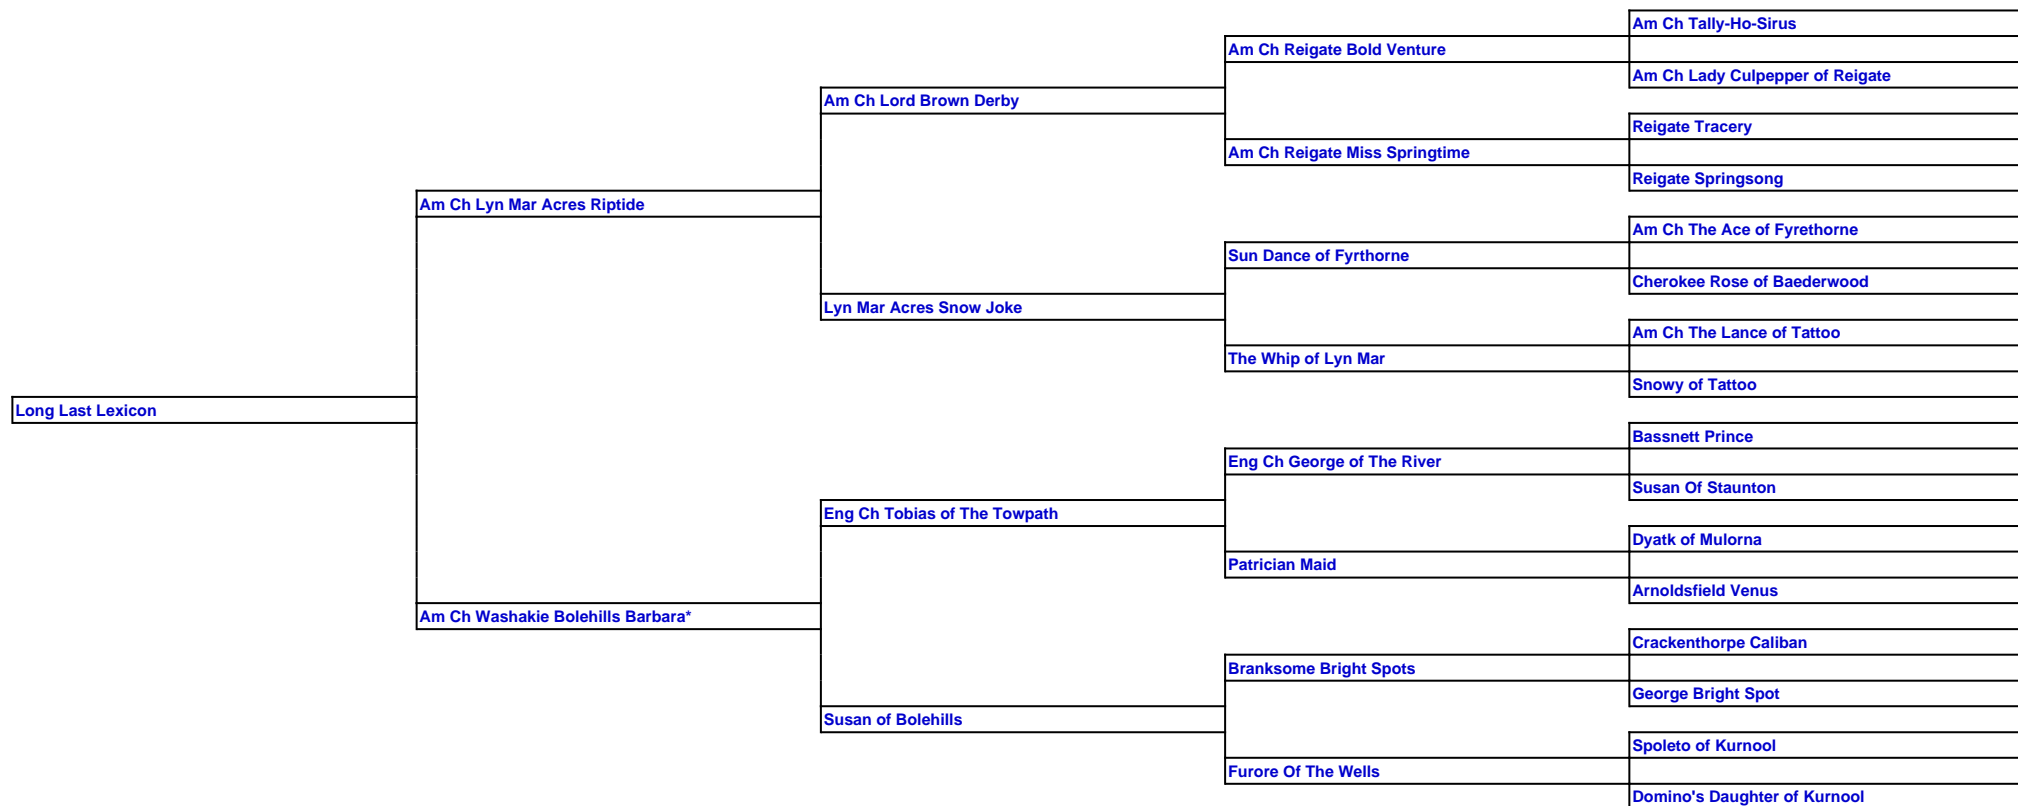 Am Ch Tally-Ho-Sirus
Am Ch Reigate Bold Venture
Am Ch Lady Culpepper of Reigate
Am Ch Lord Brown Derby
Reigate Tracery
Am Ch Reigate Miss Springtime
Reigate Springsong
Am Ch Lyn Mar Acres Riptide
Am Ch The Ace of Fyrethorne
Sun Dance of Fyrthorne
Cherokee Rose of Baederwood
Lyn Mar Acres Snow Joke
Am Ch The Lance of Tattoo
The Whip of Lyn Mar
Snowy of Tattoo
Long Last Lexicon
Bassnett Prince
Eng Ch George of The River
Susan Of Staunton
Eng Ch Tobias of The Towpath
Dyatk of Mulorna
Patrician Maid
Arnoldsfield Venus
Am Ch Washakie Bolehills Barbara*
Crackenthorpe Caliban
Branksome Bright Spots
George Bright Spot
Susan of Bolehills
Spoleto of Kurnool
Furore Of The Wells
Domino's Daughter of Kurnool